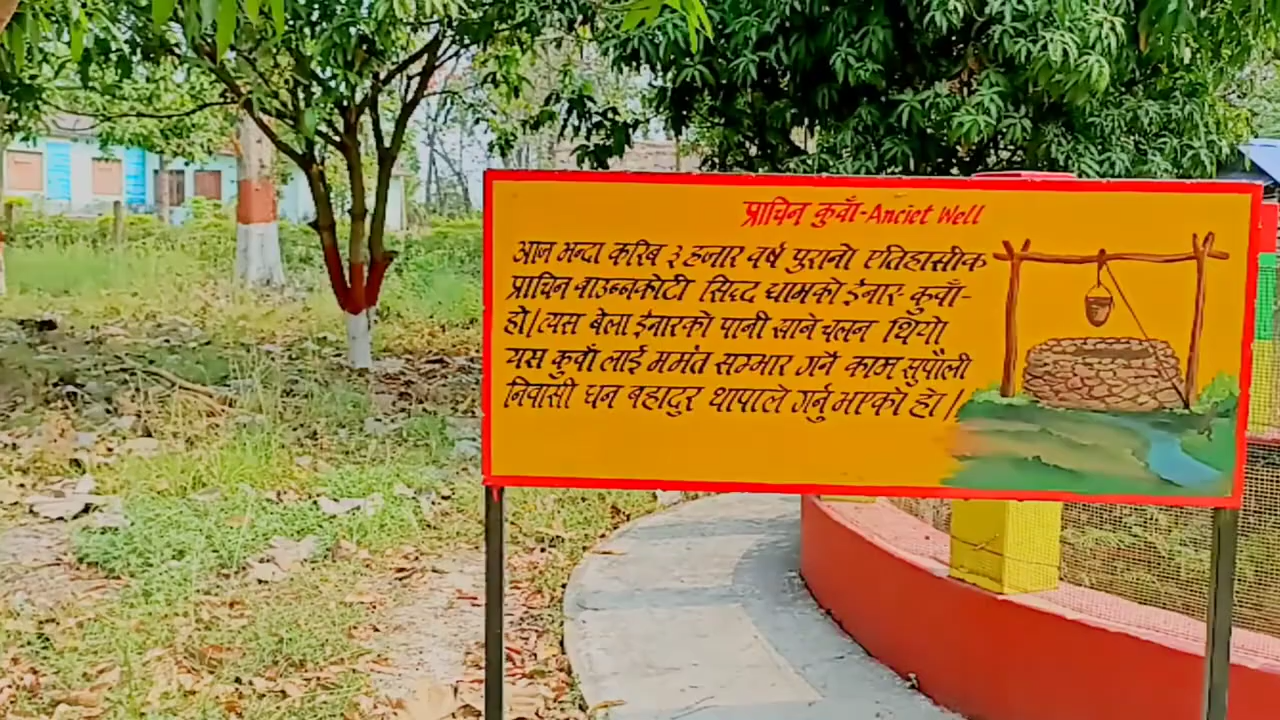 प्राचिन कुवाँ-Anciet Well
आज भन्दा करिब ३ हजार वर्ष पुरानो एतिहासीक
प्राचिन बाउन्नकोटी सिद्ध धामको ईनार कुवाँ-
हो।त्यस बेला ईनारको पानी खाने चलन थियो
यस कुवाँ लाई मर्मत सम्भार गर्ने काम सुपौली
निवासी धन बहादुर थापाले गर्नु भएको हो।